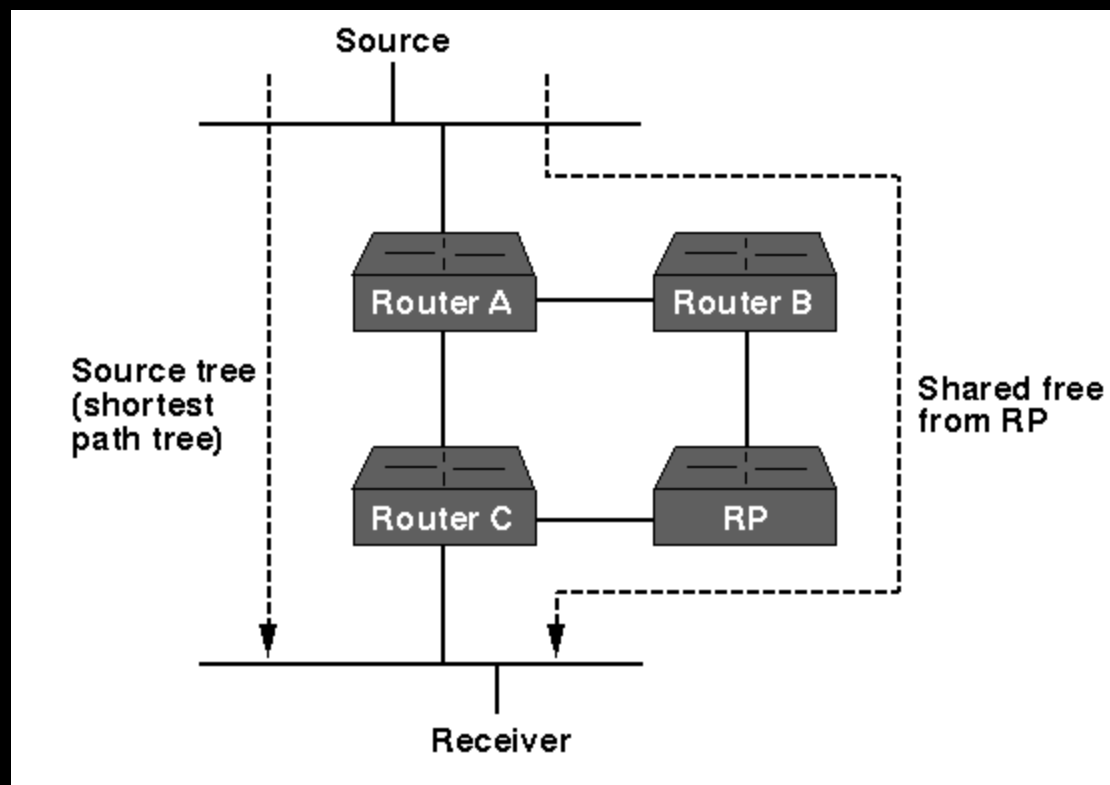 Source
Router A
Router B
Source tree
(shortest
path tree)
Shared free
from RP
Router C
RP
Receiver